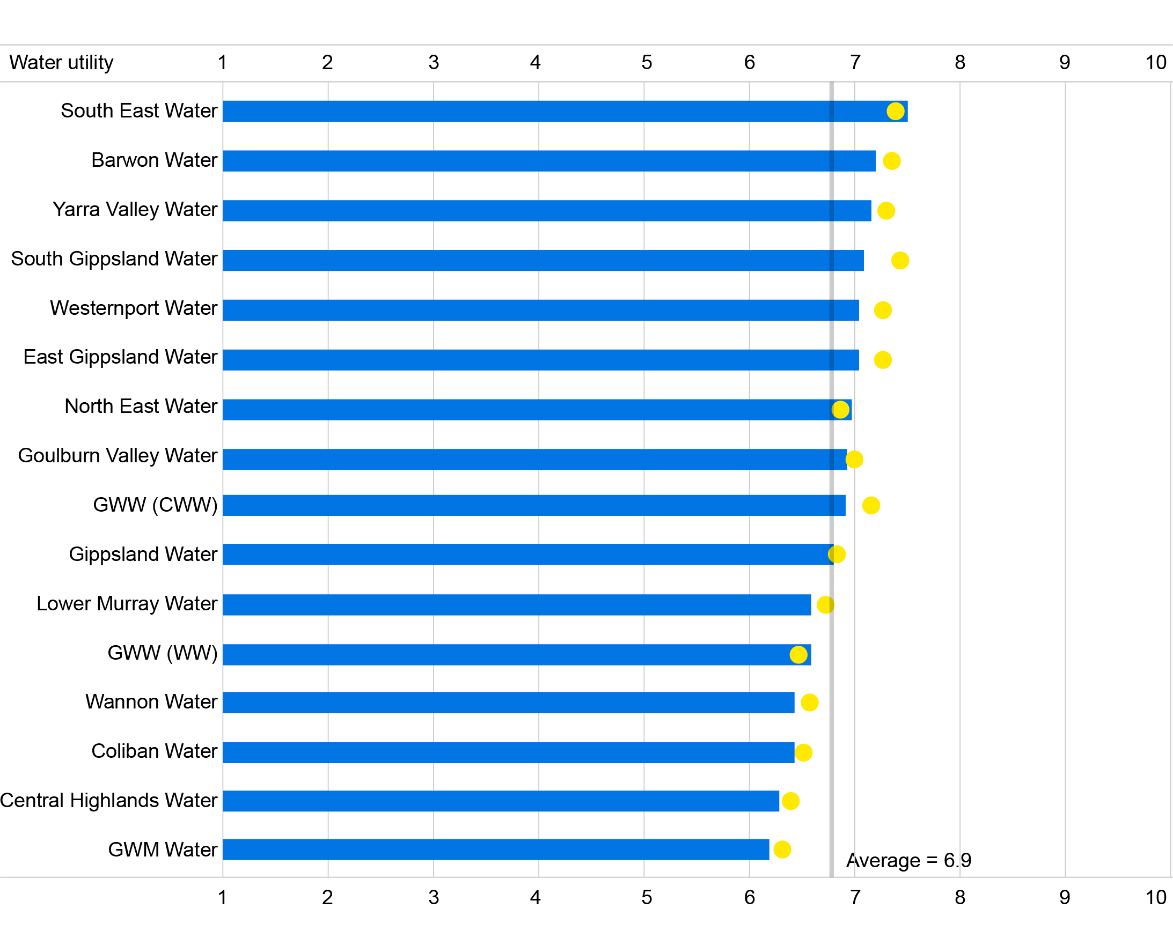 Water utility 1 2 3 4 5 6 7 8 9 10
South East Water
Barwon Water
Yarra Valley Water
South Gippsland Water
Westernport Water
East Gippsland Water
North East Water
Goulburn Valley Water
GWW (CWW)
Gippsland Water
Lower Murray Water
GWW (WW)
Wannon Water
Coliban Water
Central Highlands Water
GWM Water
Average = 6.9
1 2 3 4 5 6 7 8 9 10